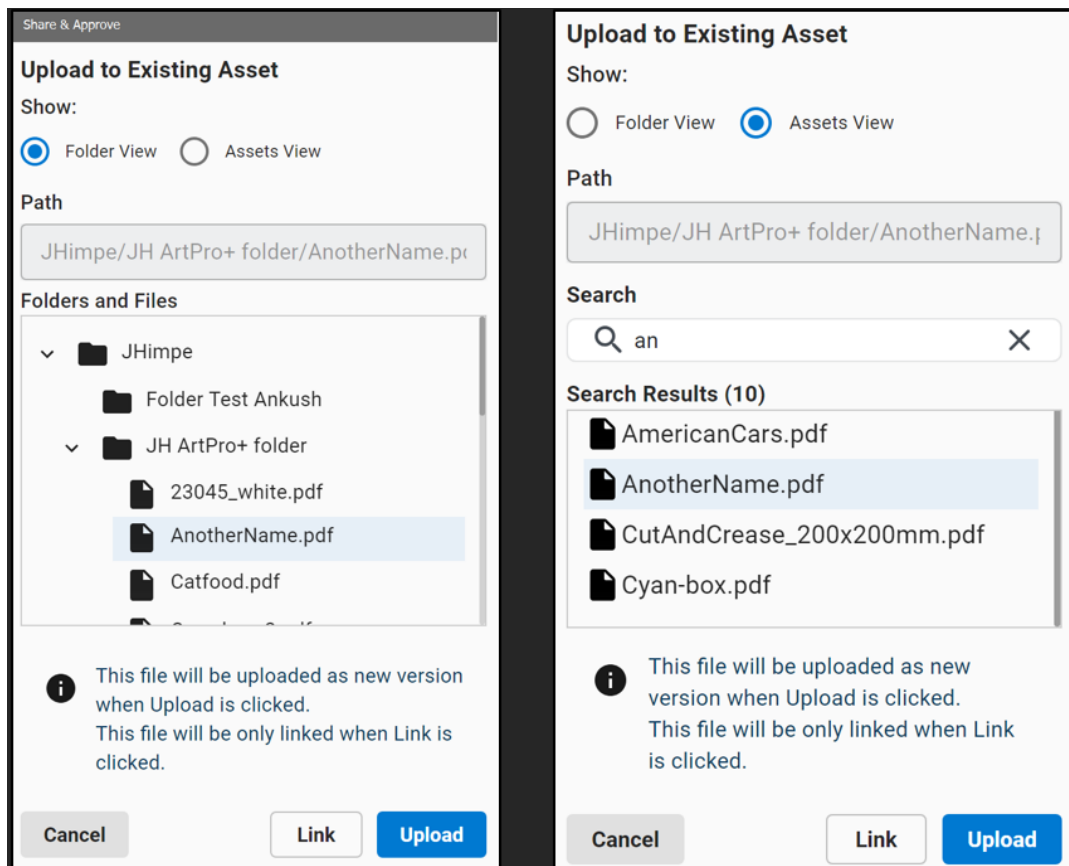 Share & Approve
Upload to Existing Asset
Show:
Folder View Assets View
Path
JHimpe/JH ArtPro+ folder/AnotherName.pd
Folders and Files
JHimpe
Folder Test Ankush
JH ArtPro+ folder
23045_white.pdf
AnotherName.pdf
Catfood.pdf
This file will be uploaded as new version
when Upload is clicked.
This file will be only linked when Link is
clicked.
Cancel Link Upload
Upload to Existing Asset
Show:
Folder View Assets View
Path
JHimpe/JH ArtPro+ folder/AnotherName.p
Search
an
Search Results (10)
AmericanCars.pdf
AnotherName.pdf
CutAndCrease_200x200mm.pdf
Cyan-box.pdf
This file will be uploaded as new
version when Upload is clicked.
This file will be only linked when Link
is clicked.
Cancel Link Upload